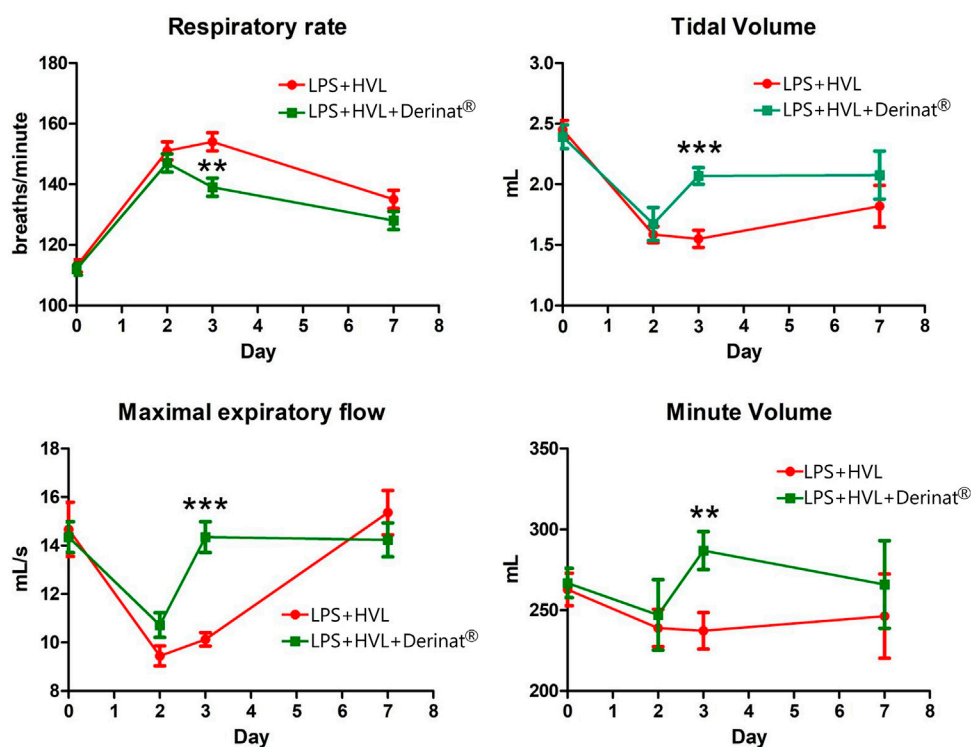 Respiratory rate
180
160
140
120
100
breaths/minute
LPS+HVL
LPS+HVL+Derinat®
**
0 1 2 3 4 5 6 7 8
Day
Tidal Volume
3.0
2.5
2.0
1.5
1.0
mL
LPS+HVL
LPS+HVL+Derinat®
***
0 1 2 3 4 5 6 7 8
Day
Maximal expiratory flow
18
16
14
12
10
8
mL/s
***
LPS+HVL
LPS+HVL+Derinat®
0 1 2 3 4 5 6 7 8
Day
Minute Volume
350
300
250
200
mL
LPS+HVL
LPS+HVL+Derinat®
**
0 1 2 3 4 5 6 7 8
Day